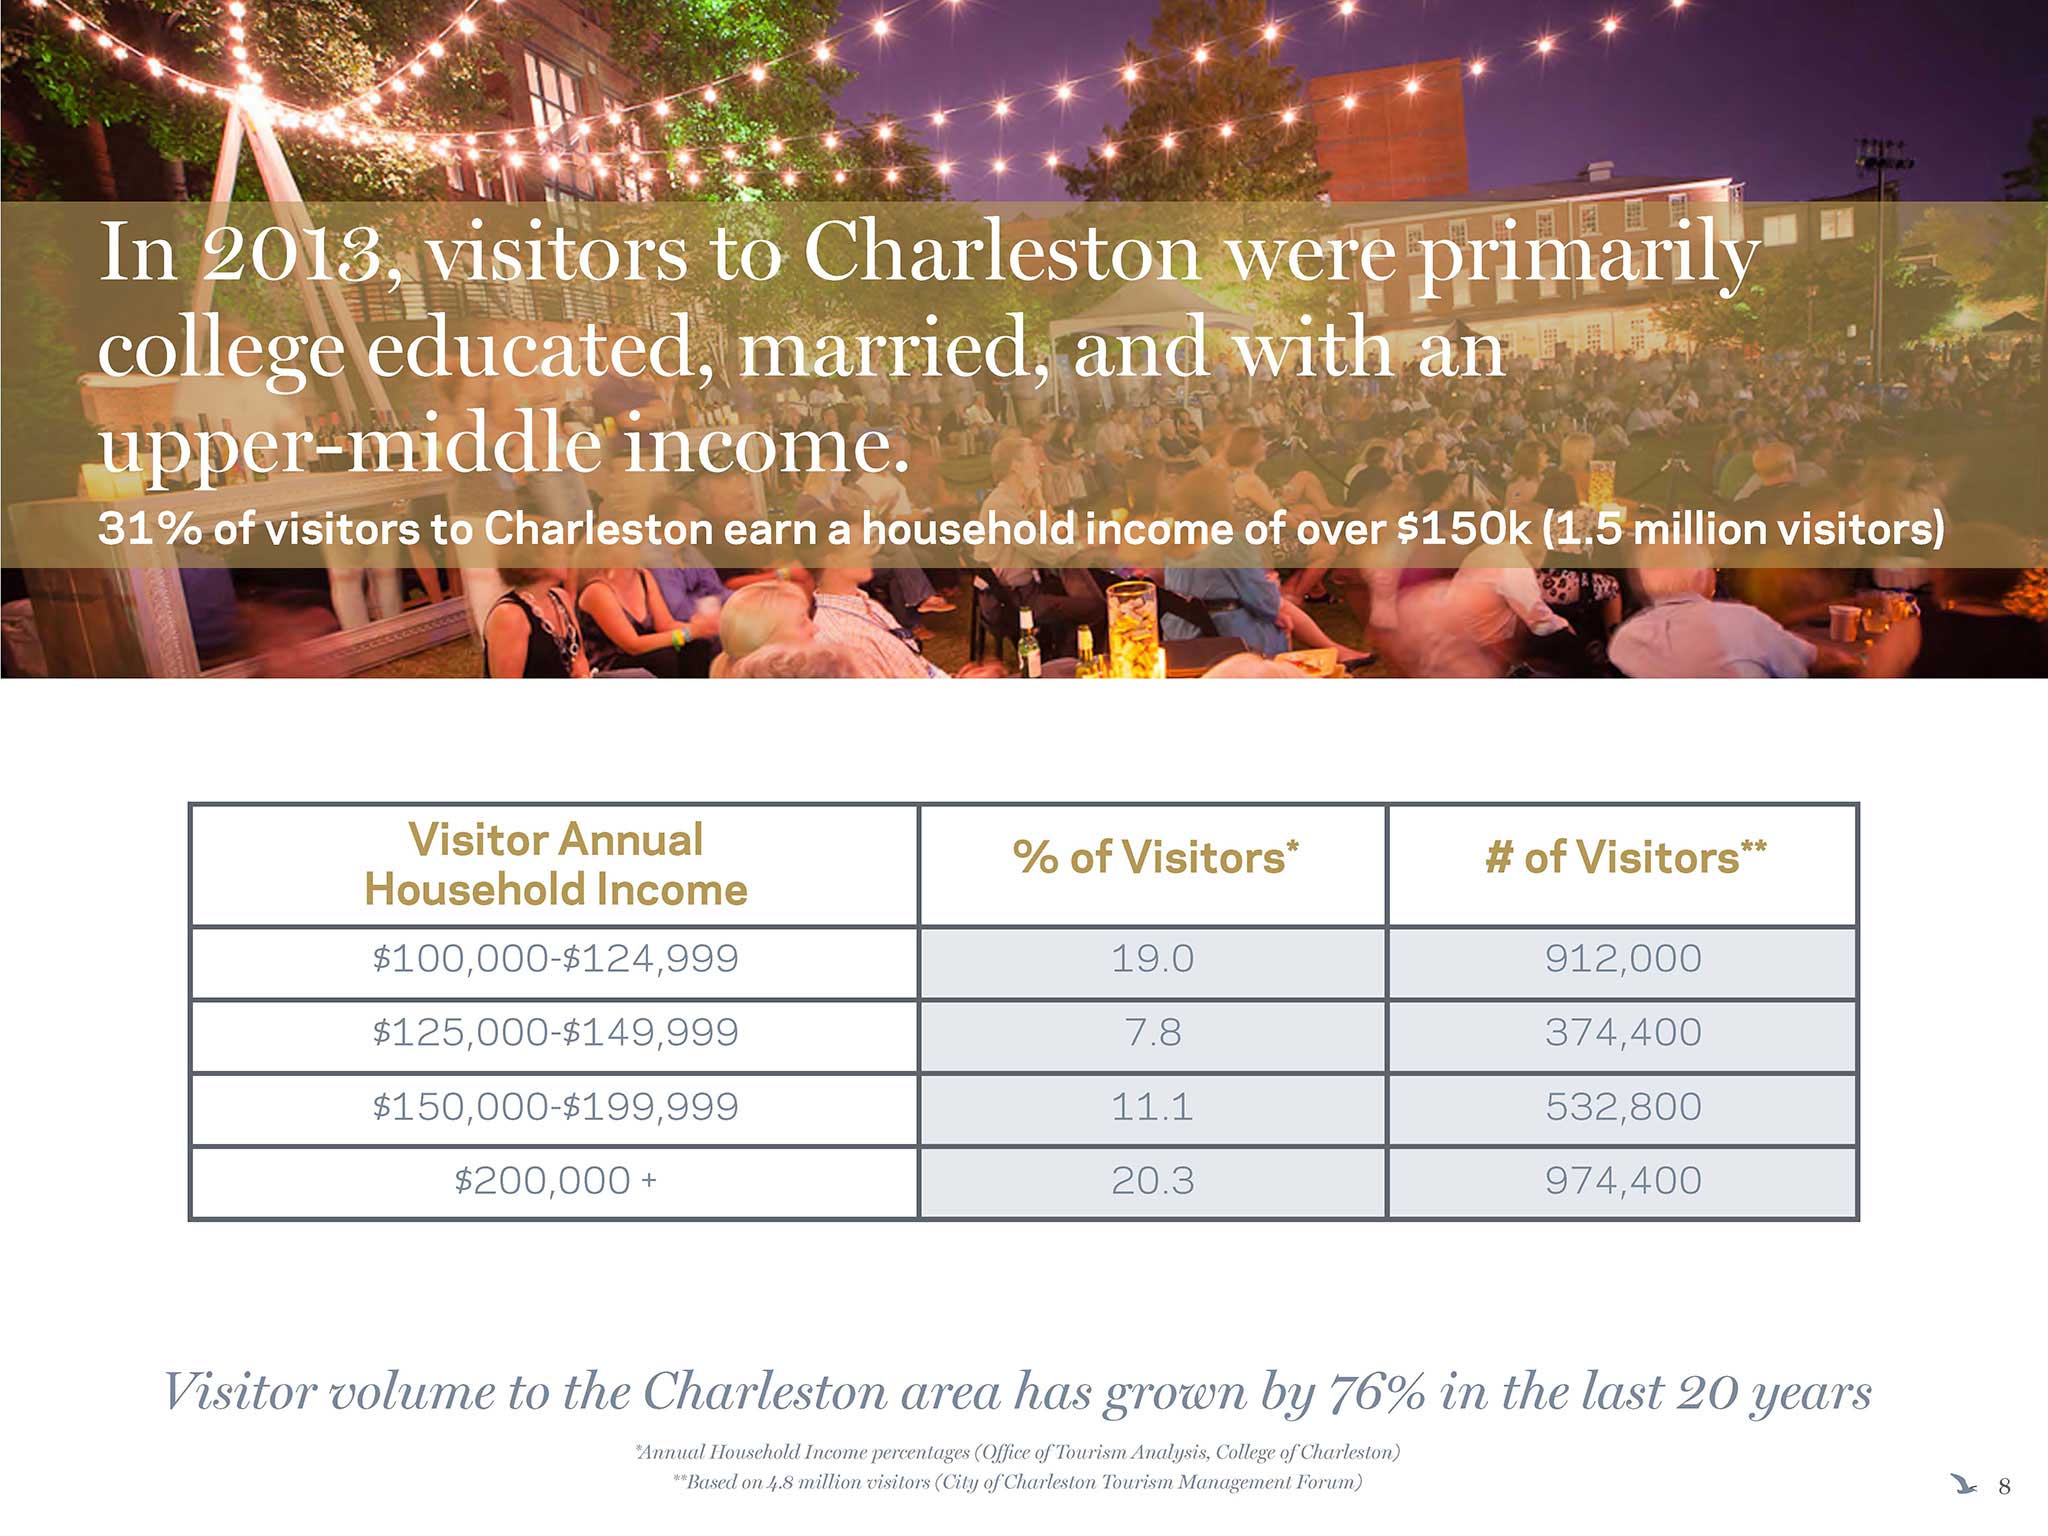 In 2013, visitors to Charleston were primarily
college educated, married, and with an
upper-middle income.
31% of visitors to Charleston earn a household income of over $150k (1.5 million visitors)
Visitor Annual
Household Income
% of Visitors*
# of Visitors**
$100,000-$124,999 19.0 912,000
$125,000-$149,999 7.8 374,400
$150,000-$199,999 11.1 532,800
$200,000 + 20.3 974,400
Visitor volume to the Charleston area has grown by 76% in the last 20 years
*Annual Household Income percentages (Office of Tourism Analysis, College of Charleston)
**Based on 4.8 million visitors (City of Charleston Tourism Management Forum)
8